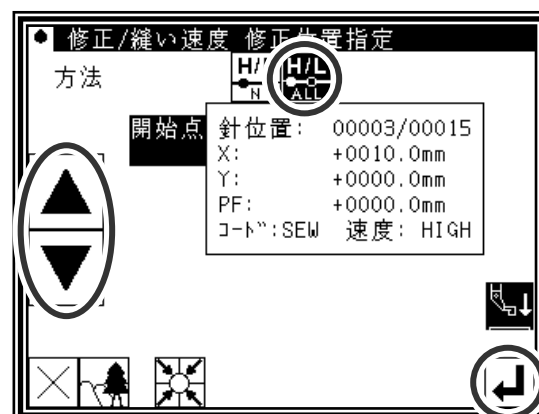 修正/縫い速度 修正位置指定
方法
H/L
N
H/L
ALL
開始点
針位置: 00003/00015
X: +0010.0mm
Y: +0000.0mm
PF: +0000.0mm
コード:SEW 速度: HIGH